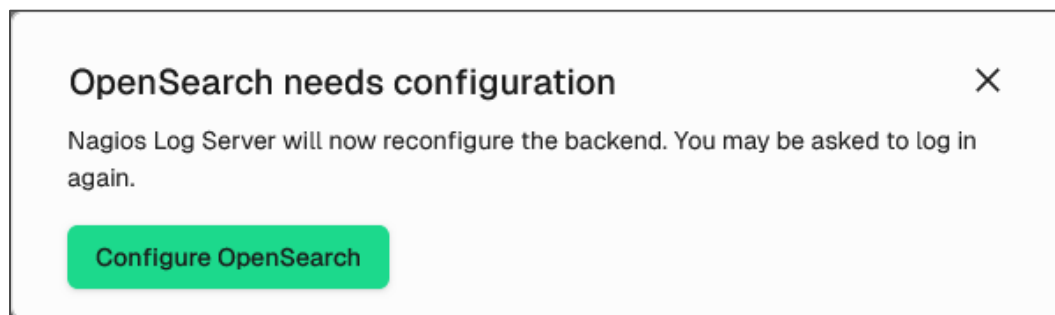 OpenSearch needs configuration
Nagios Log Server will now reconfigure the backend. You may be asked to log in
again.
Configure OpenSearch